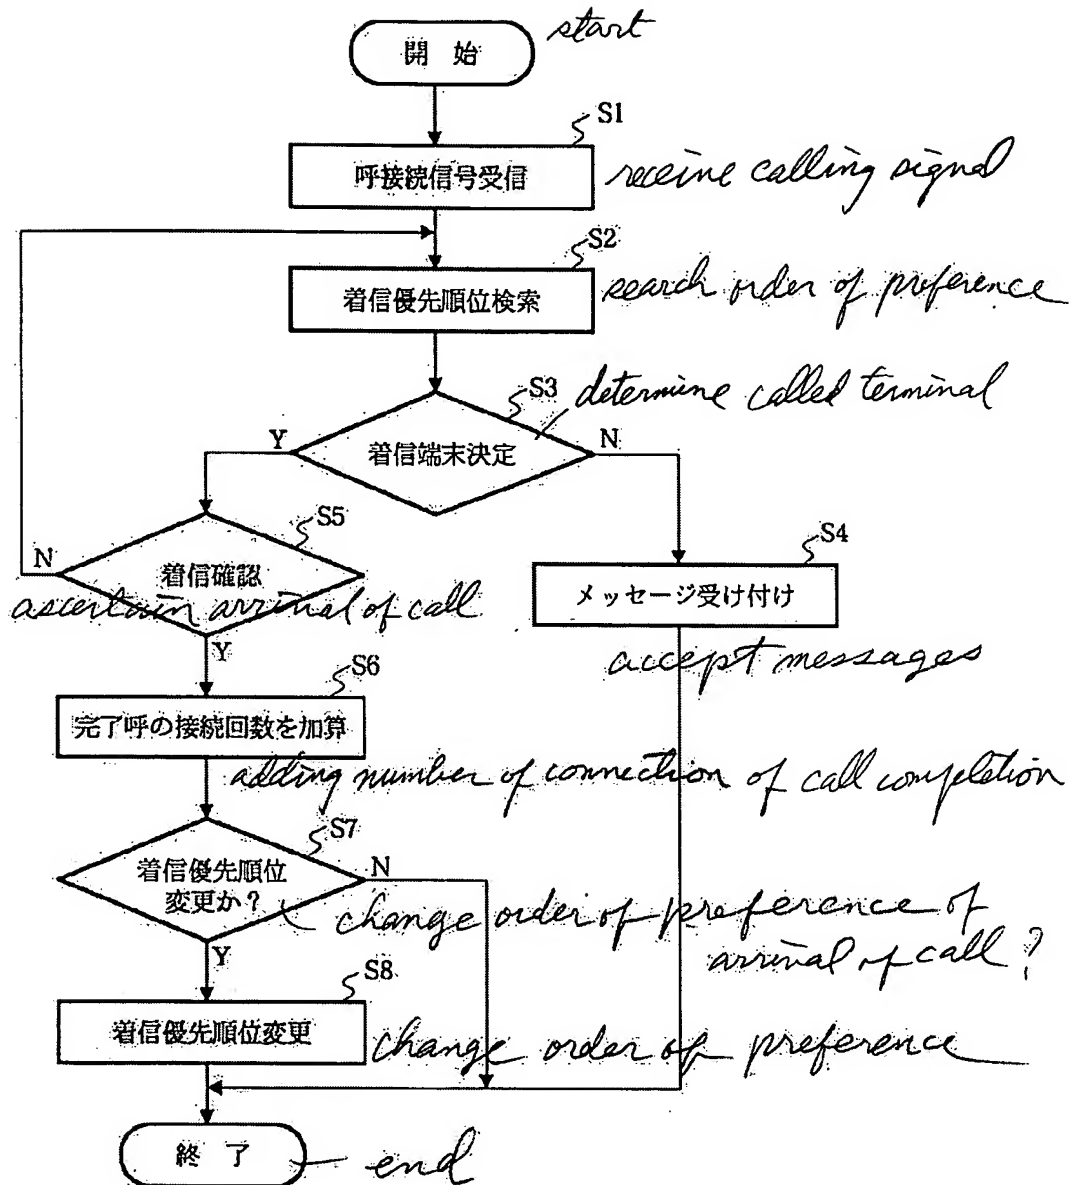 開 始
start
S1
呼接続信号受信
receive calling signal
S2
着信優先順位検索
search order of preference
S3
determine called terminal
Y
着信端末決定
N
S5
S4
N
着信確認
メッセージ受け付け
ascertain arrival of call
Y
accept messages
S6
完了呼の接続回数を加算
adding number of connection of call completion
S7
着信優先順位
N
変更か?
change order of preference of
arrival of call?
Y
S8
着信優先順位変更
change order of preference
終 了
end